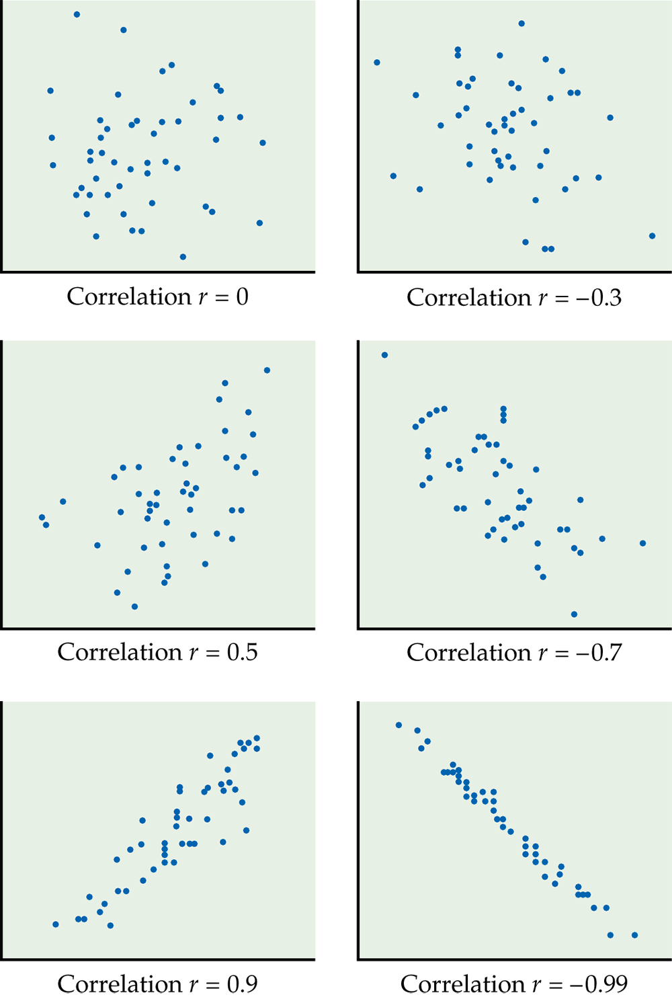 Correlation r = 0
Correlation r = −0.3
Correlation r = 0.5
Correlation r = −0.7
Correlation r = 0.9
Correlation r = −0.99